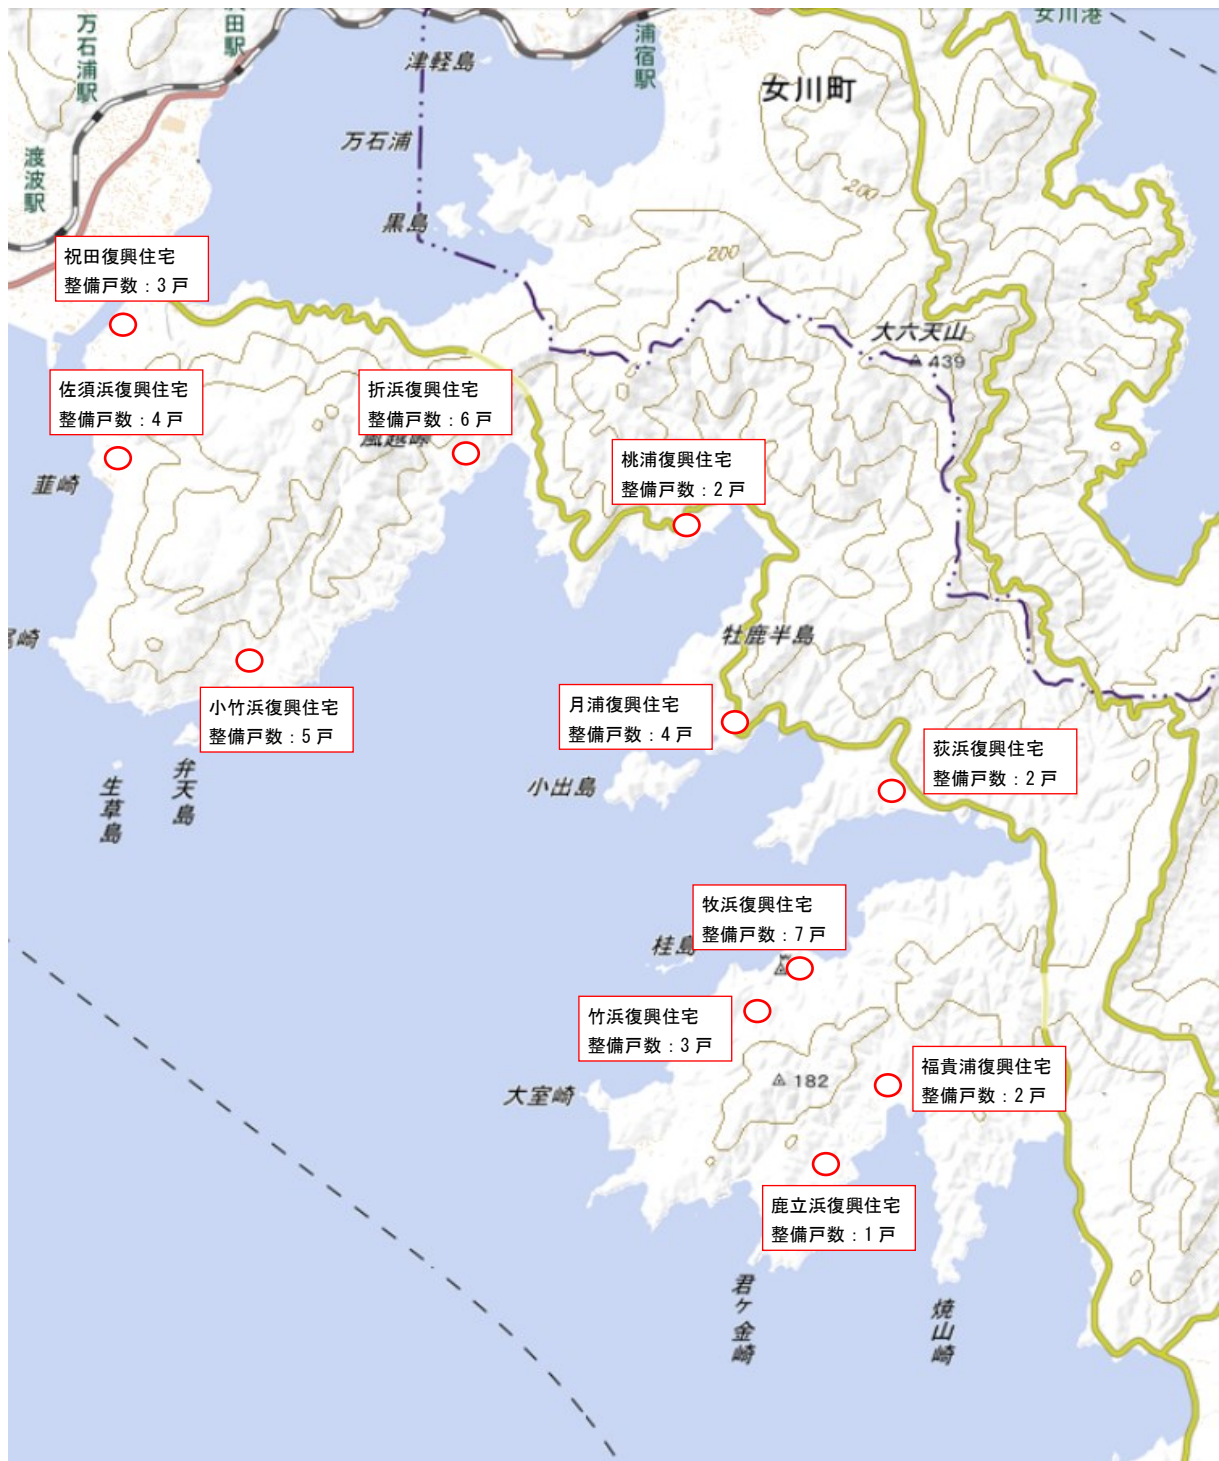 女川港
万石浦駅
田駅
浦宿駅
津軽島
女川町
万石浦
渡波駅
200
黒島
200
祝田復興住宅
整備戸数：3戸
大六天山
439
佐須浜復興住宅
整備戸数：4戸
折浜復興住宅
整備戸数：6戸
風越峠
桃浦復興住宅
整備戸数：2戸
韮崎
牡鹿半島
崎
小竹浜復興住宅
整備戸数：5戸
月浦復興住宅
整備戸数：4戸
荻浜復興住宅
整備戸数：2戸
小出島
弁天島
生草島
牧浜復興住宅
整備戸数：7戸
桂島
竹浜復興住宅
整備戸数：3戸
182
福貴浦復興住宅
整備戸数：2戸
大室崎
鹿立浜復興住宅
整備戸数：1戸
君ケ金崎
焼山崎